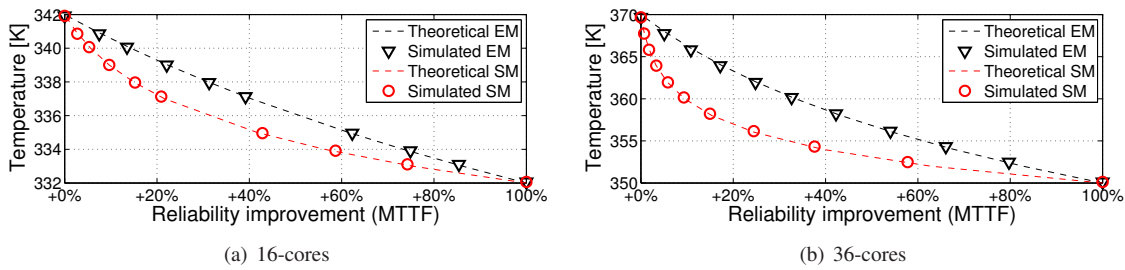 Temperature [K]
342
340
338
336
334
332
+0%
+20%
+40%
+60%
+80%
100%
Reliability improvement (MTTF)
Theoretical EM
Simulated EM
Theoretical SM
Simulated SM
(a) 16-cores
Temperature [K]
370
365
360
355
350
+0%
+20%
+40%
+60%
+80%
100%
Reliability improvement (MTTF)
Theoretical EM
Simulated EM
Theoretical SM
Simulated SM
(b) 36-cores